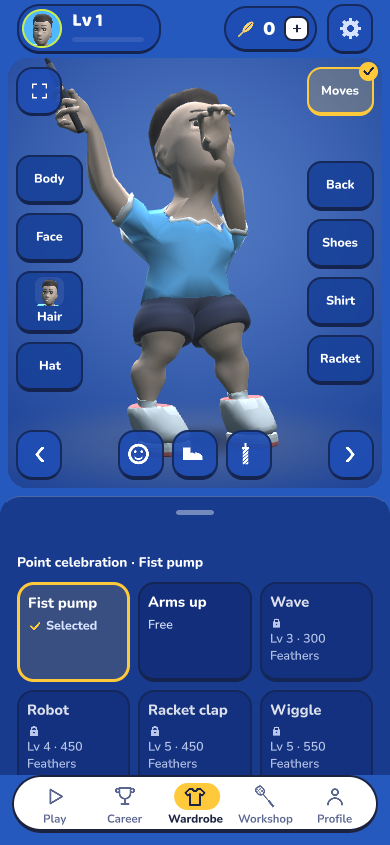 Lv 1
0
+
Moves
Body
Back
Face
Shoes
Hair
Shirt
Hat
Racket
Point celebration · Fist pump
Fist pump
Selected
Arms up
Free
Wave
Lv 3 · 300
Feathers
Robot
Lv 4 · 450
Feathers
Racket clap
Lv 5 · 450
Feathers
Wiggle
Lv 5 · 550
Feathers
Play
Career
Wardrobe
Workshop
Profile